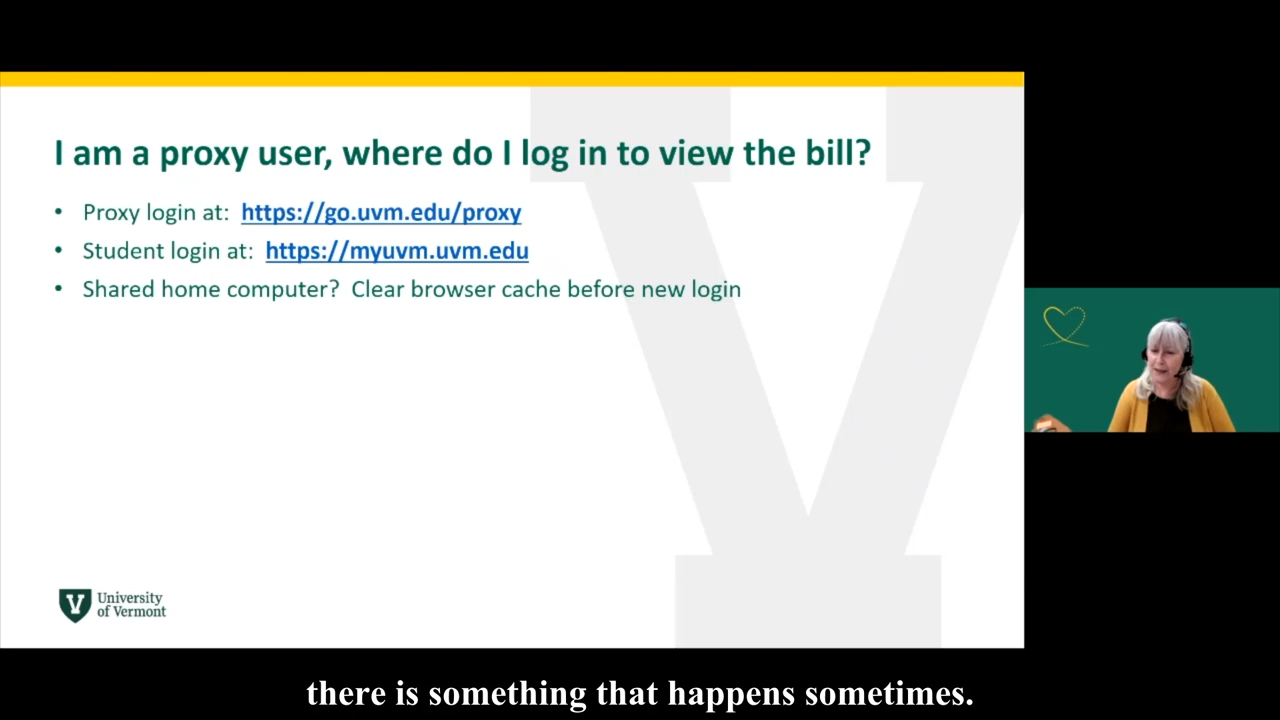 I am a proxy user, where do I log in to view the bill?
• Proxy login at: https://go.uvm.edu/proxy
• Student login at: https://myuvm.uvm.edu
• Shared home computer? Clear browser cache before new login
V
University
of Vermont
there is something that happens sometimes.